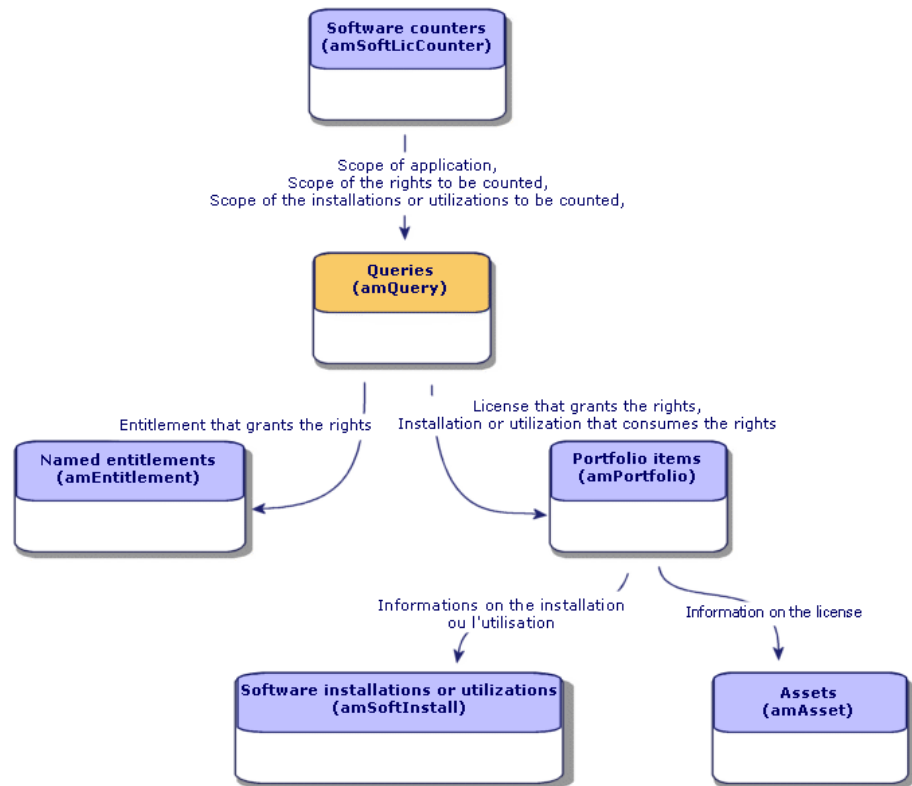 Software counters
(amSoftLicCounter)
Scope of application,
Scope of the rights to be counted,
Scope of the installations or utilizations to be counted,
Queries
(amQuery)
Entitlement that grants the rights
License that grants the rights,
Installation or utilization that consumes the rights
Named entitlements
(amEntitlement)
Portfolio items
(amPortfolio)
Informations on the installation
ou l'utilisation
Information on the license
Software installations or utilizations
(amSoftInstall)
Assets
(amAsset)